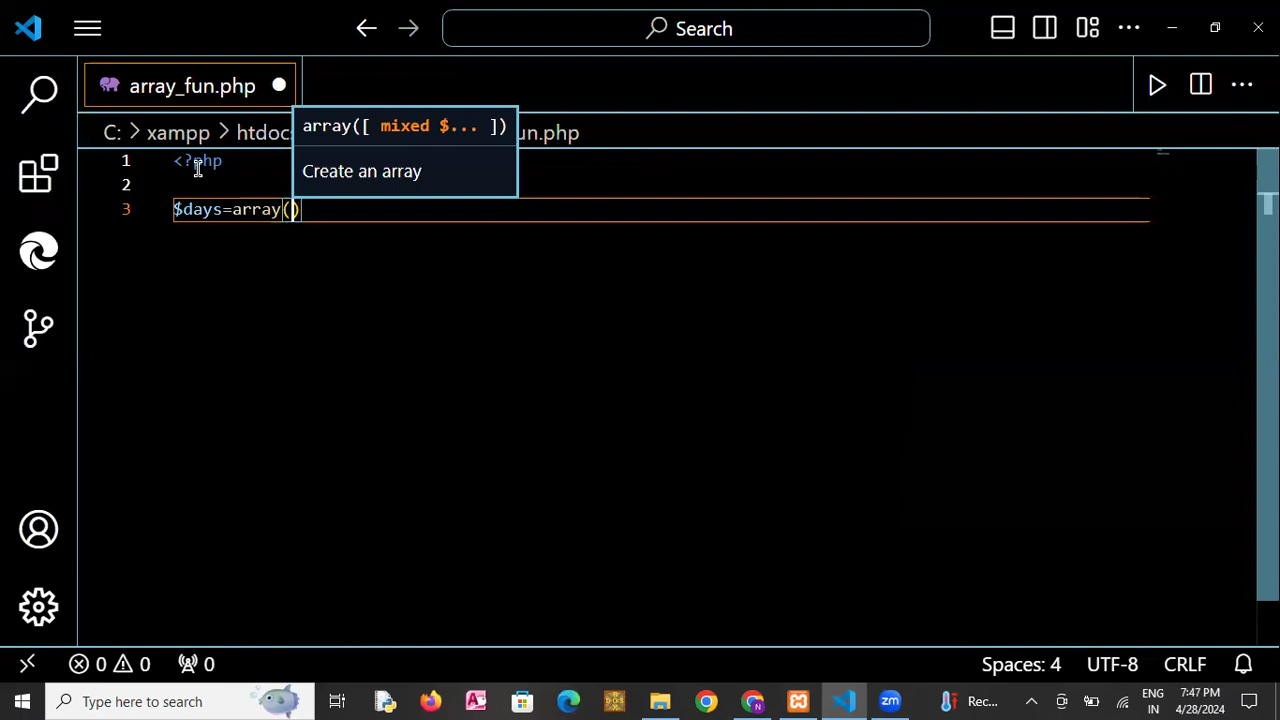 Search
array_fun.php
array([ mixed $... ])
C: > xampp > htdocs
un.php
Create an array
1 <?php
2
3 $days=array()
0 0 0
Spaces: 4 UTF-8 CRLF
Type here to search
Rec...
ENG
IN
7:47 PM
4/28/2024